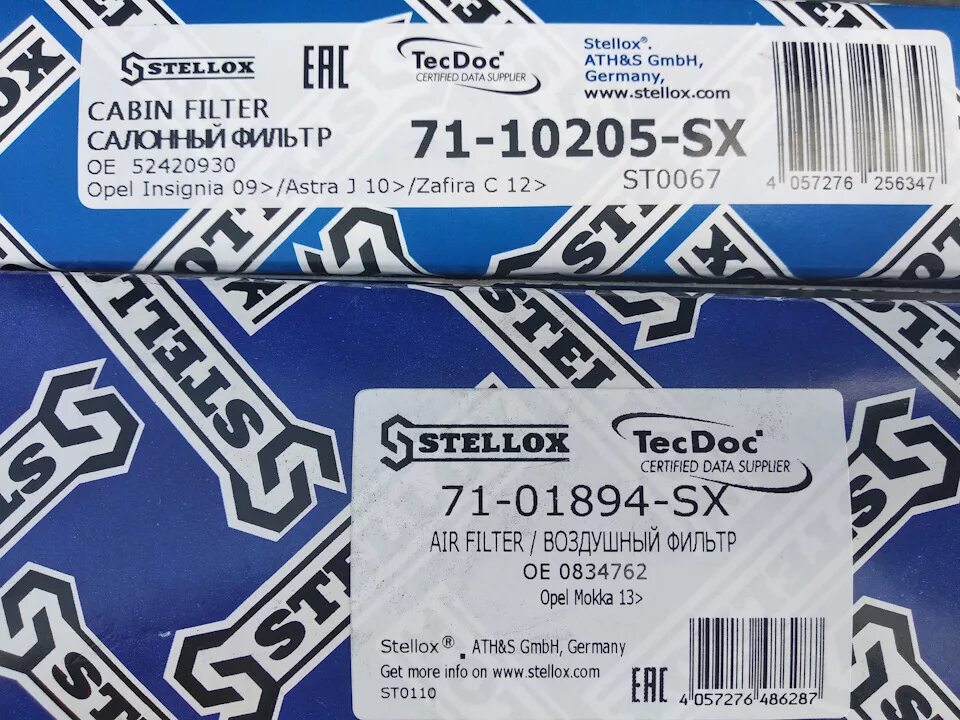 STELLOX
EAC
TecDoc
CERTIFIED DATA SUPPLIER
Stellox®.
ATH&S GmbH,
Germany,
www.stellox.com
CABIN FILTER
САЛОННЫЙ ФИЛЬТР
OE 52420930
Opel Insignia 09>/Astra J 10>/Zafira C 12>
71-10205-SX
ST0067
4 057276 256347
STELLOX
TecDoc
CERTIFIED DATA SUPPLIER
71-01894-SX
AIR FILTER / ВОЗДУШНЫЙ ФИЛЬТР
OE 0834762
Opel Mokka 13>
Stellox®. ATH&S GmbH, Germany
Get more info on www.stellox.com
ST0110
EAC
4 057276 486287